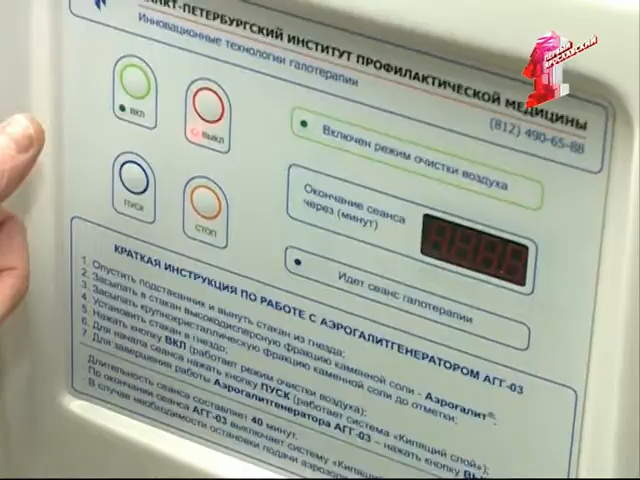 САНКТ-ПЕТЕРБУРГСКИЙ ИНСТИТУТ ПРОФИЛАКТИЧЕСКОЙ МЕДИЦИНЫ
Инновационные технологии галотерапии
(812) 490-65-88
ПЕРВЫЙ
ЯРОСЛАВСКИЙ
ВКЛ
ВЫКЛ
Включен режим очистки воздуха
ПУСК
СТОП
Окончание сеанса
через (минут)
Идет сеанс галотерапии
КРАТКАЯ ИНСТРУКЦИЯ ПО РАБОТЕ С АЭРОГАЛИТГЕНЕРАТОРОМ АГГ-03
1. Опустить подстаканник и вынуть стакан из гнезда;
2. Засыпать в стакан высокодисперсную фракцию каменной соли - Аэрогалит®;
3. Засыпать крупнокристаллическую фракцию каменной соли до отметки;
4. Установить стакан в гнездо;
5. Нажать кнопку ВКЛ (работает режим очистки воздуха);
6. Для начала сеанса нажать кнопку ПУСК (работает система «Кипящий слой»);
7. Для завершения работы Аэрогалитгенератора АГГ-03 – нажать кнопку
Длительность сеанса составляет 40 минут.
По окончании сеанса АГГ-03 выключает систему «Кипящий
В случае необходимости остановки подачи